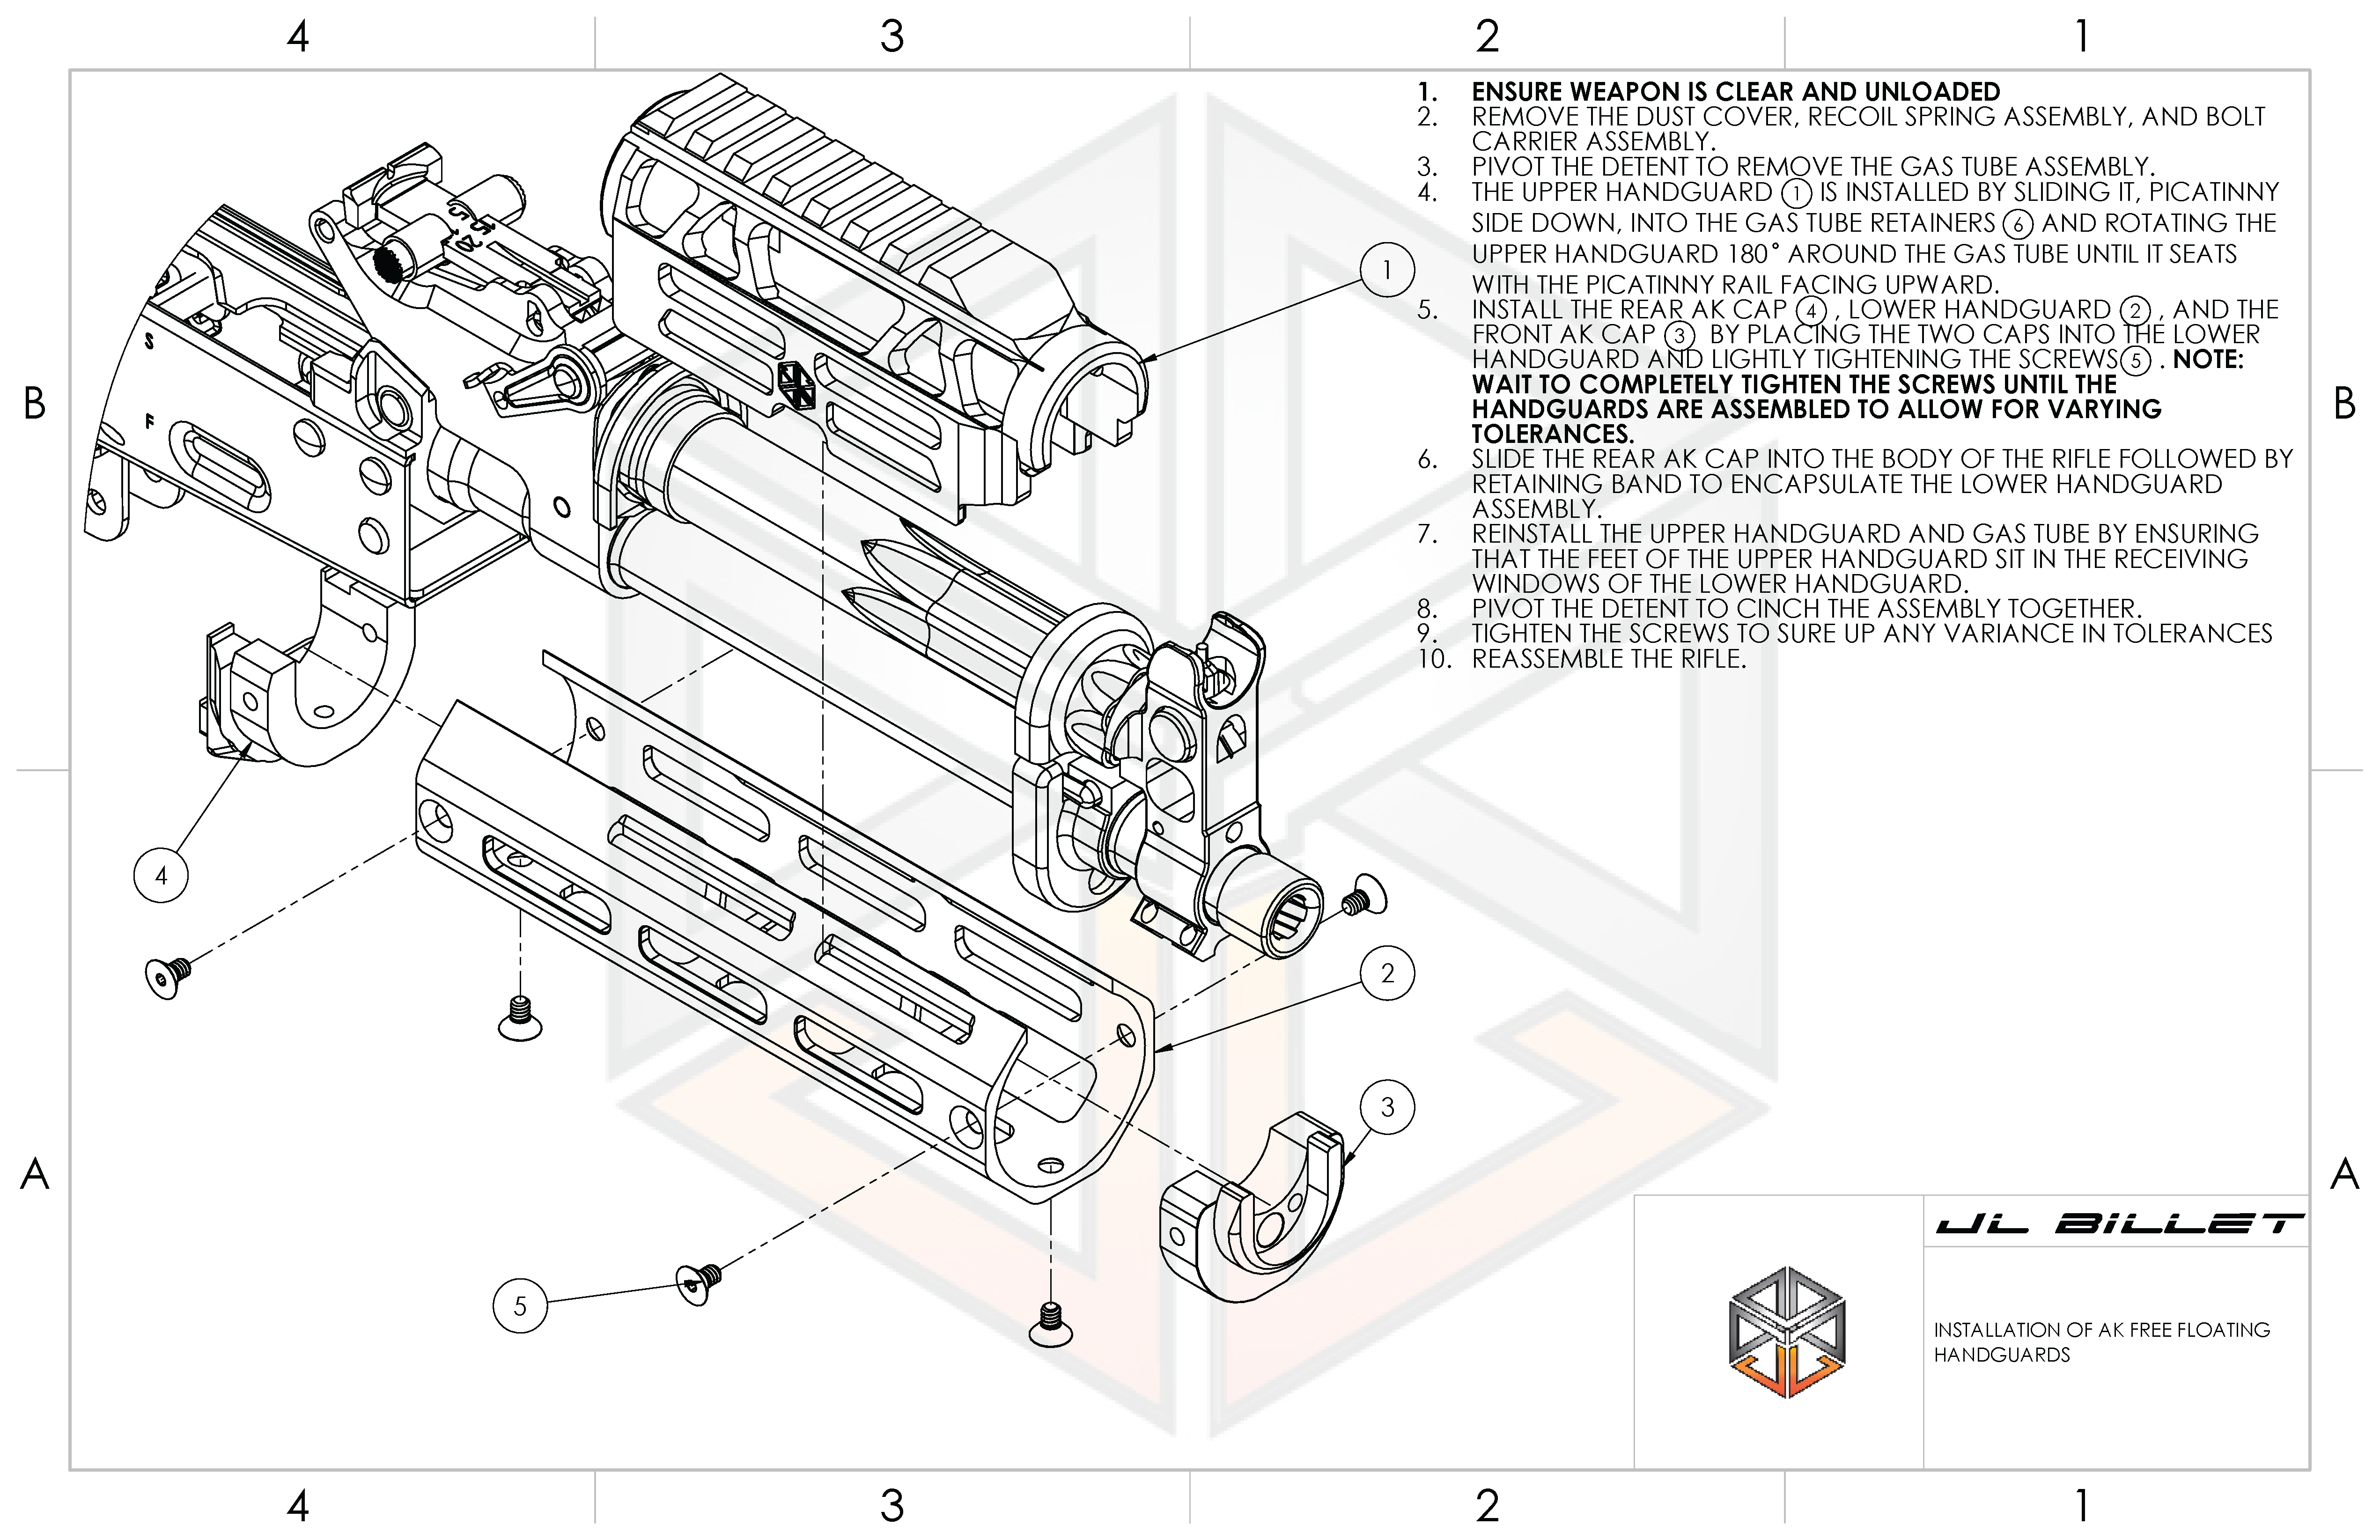 4 3 2 1
1. ENSURE WEAPON IS CLEAR AND UNLOADED
2. REMOVE THE DUST COVER, RECOIL SPRING ASSEMBLY, AND BOLT
CARRIER ASSEMBLY.
3. PIVOT THE DETENT TO REMOVE THE GAS TUBE ASSEMBLY.
4. THE UPPER HANDGUARD 1 IS INSTALLED BY SLIDING IT, PICATINNY
SIDE DOWN, INTO THE GAS TUBE RETAINERS 6 AND ROTATING THE
UPPER HANDGUARD 180° AROUND THE GAS TUBE UNTIL IT SEATS
WITH THE PICATINNY RAIL FACING UPWARD.
5. INSTALL THE REAR AK CAP 4 , LOWER HANDGUARD 2 , AND THE
FRONT AK CAP 3 BY PLACING THE TWO CAPS INTO THE LOWER
HANDGUARD AND LIGHTLY TIGHTENING THE SCREWS 5 . NOTE:
WAIT TO COMPLETELY TIGHTEN THE SCREWS UNTIL THE
HANDGUARDS ARE ASSEMBLED TO ALLOW FOR VARYING
TOLERANCES.
6. SLIDE THE REAR AK CAP INTO THE BODY OF THE RIFLE FOLLOWED BY
RETAINING BAND TO ENCAPSULATE THE LOWER HANDGUARD
ASSEMBLY.
7. REINSTALL THE UPPER HANDGUARD AND GAS TUBE BY ENSURING
THAT THE FEET OF THE UPPER HANDGUARD SIT IN THE RECEIVING
WINDOWS OF THE LOWER HANDGUARD.
8. PIVOT THE DETENT TO CINCH THE ASSEMBLY TOGETHER.
9. TIGHTEN THE SCREWS TO SURE UP ANY VARIANCE IN TOLERANCES
10. REASSEMBLE THE RIFLE.
1
S
F
B
B
4
2
3
5
A
A
JL BILLET
INSTALLATION OF AK FREE FLOATING
HANDGUARDS
4 3 2 1